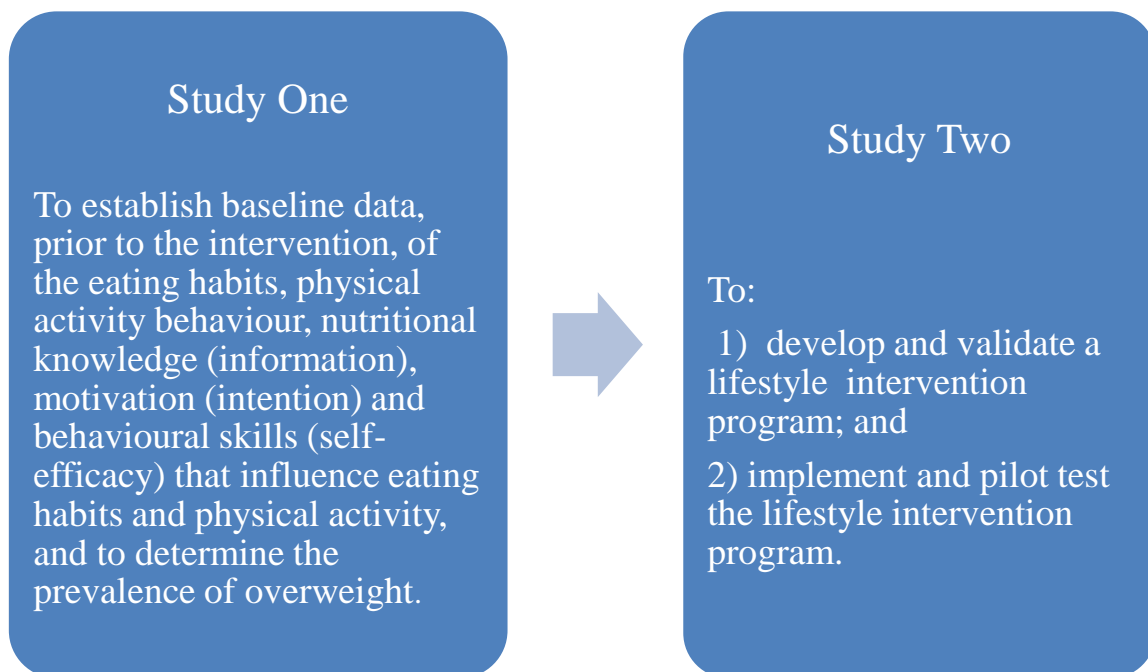 Study One
To establish baseline data,
prior to the intervention, of
the eating habits, physical
activity behaviour, nutritional
knowledge (information),
motivation (intention) and
behavioural skills (self-
efficacy) that influence eating
habits and physical activity,
and to determine the
prevalence of overweight.
Study Two
To:
1) develop and validate a
lifestyle intervention
program; and
2) implement and pilot test
the lifestyle intervention
program.